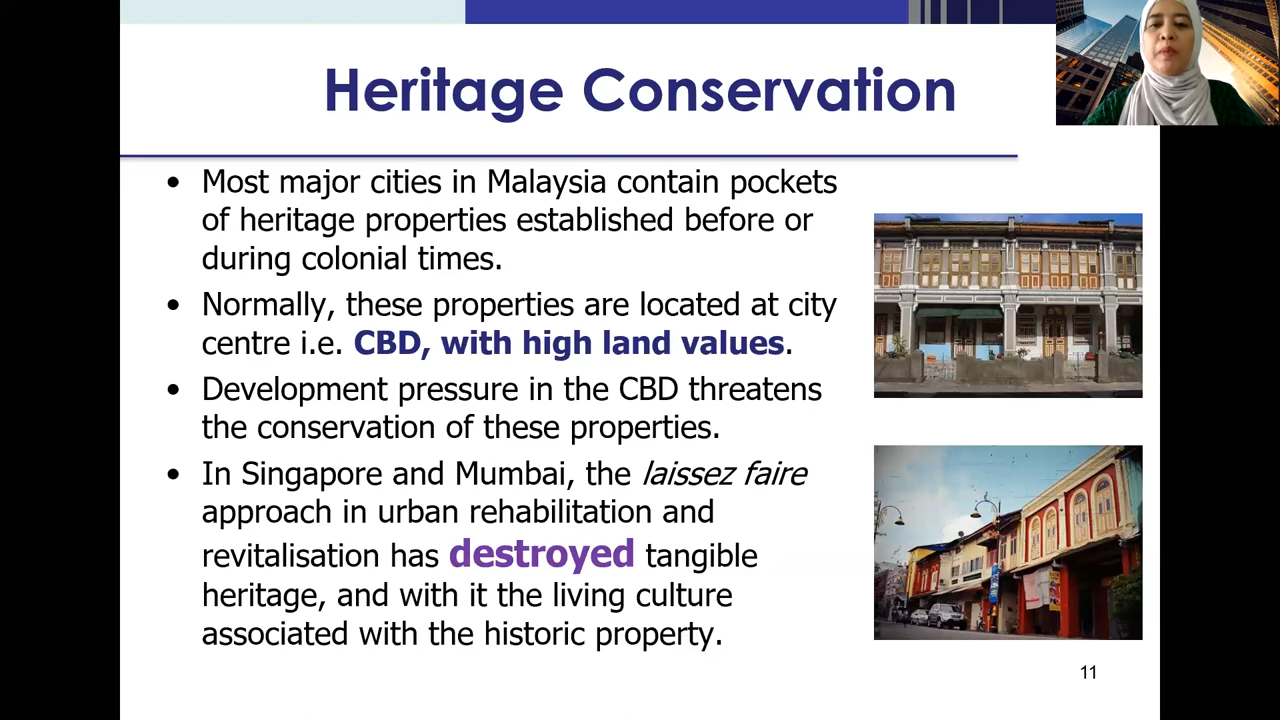 Heritage Conservation
• Most major cities in Malaysia contain pockets
of heritage properties established before or
during colonial times.
• Normally, these properties are located at city
centre i.e. CBD, with high land values.
• Development pressure in the CBD threatens
the conservation of these properties.
• In Singapore and Mumbai, the laissez faire
approach in urban rehabilitation and
revitalisation has destroyed tangible
heritage, and with it the living culture
associated with the historic property.
11